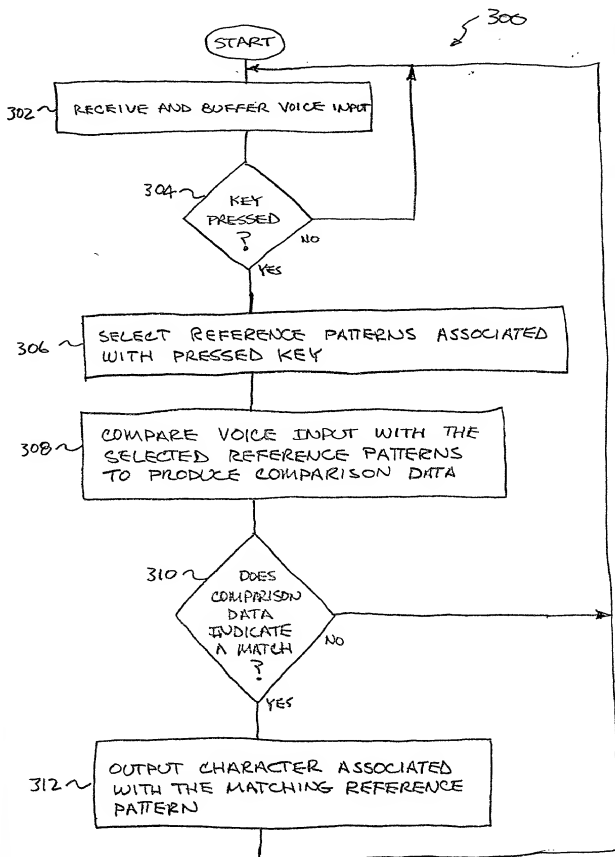 300
START
302 RECEIVE AND BUFFER VOICE INPUT
304 KEY
PRESSED
?
NO
YES
306 SELECT REFERENCE PATTERNS ASSOCIATED
WITH PRESSED KEY
308 COMPARE VOICE INPUT WITH THE
SELECTED REFERENCE PATTERNS
TO PRODUCE COMPARISON DATA
310 DOES
COMPARISON
DATA
INDICATE
A MATCH
?
NO
YES
312 OUTPUT CHARACTER ASSOCIATED
WITH THE MATCHING REFERENCE
PATTERN